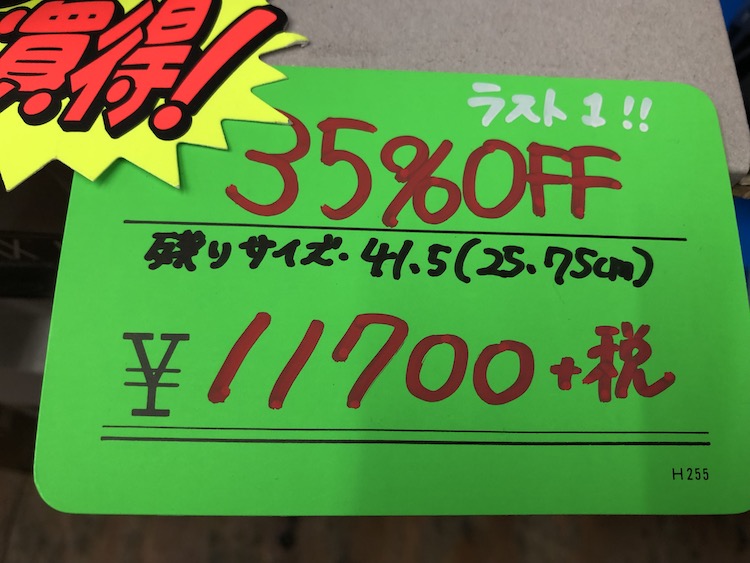 買得!
ラスト1!!
35%OFF
残りサイズ・41.5(25.75cm)
¥11700+税
H255